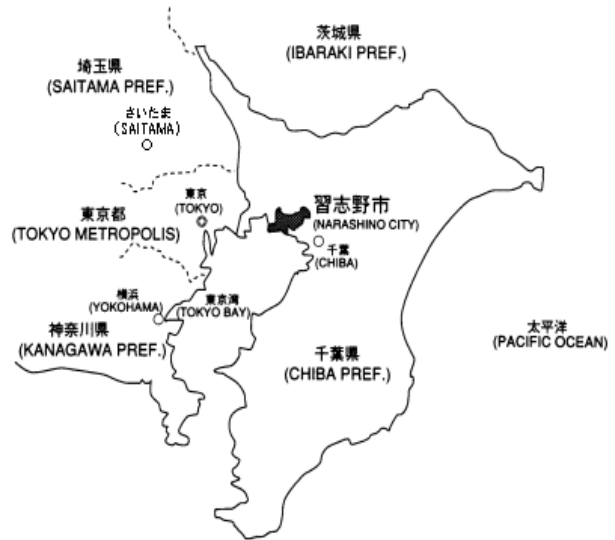 茨城県
(IBARAKI PREF.)
埼玉県
(SAITAMA PREF.)
さいたま
(SAITAMA)
東京
(TOKYO)
習志野市
(NARASHINO CITY)
東京都
(TOKYO METROPOLIS)
千葉
(CHIBA)
横浜
(YOKOHAMA)
東京湾
(TOKYO BAY)
神奈川県
(KANAGAWA PREF.)
千葉県
(CHIBA PREF.)
太平洋
(PACIFIC OCEAN)